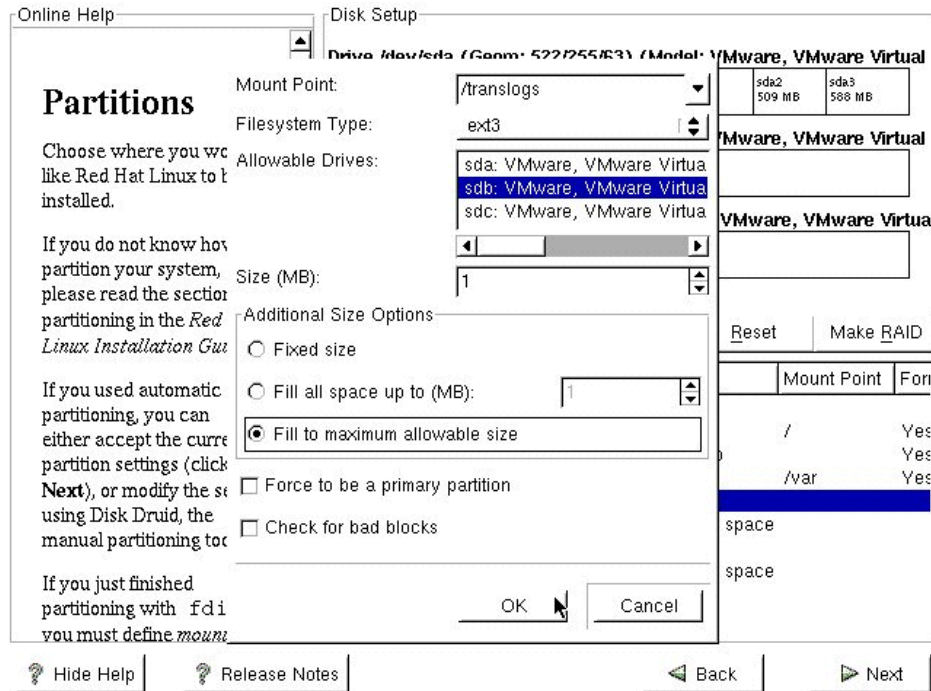 Online Help
Partitions
Choose where you wo
like Red Hat Linux to b
installed.
If you do not know how
partition your system,
please read the section
partitioning in the Red
Linux Installation Gui
If you used automatic
partitioning, you can
either accept the curre
partition settings (click
Next), or modify the se
using Disk Druid, the
manual partitioning too
If you just finished
partitioning with fdi
you must define moun
Disk Setup
Drive /dev/sda (Geom: 522/255/63) (Model: VMware, VMware Virtual
sda2
509 MB
sda3
588 MB
VMware, VMware Virtual
VMware, VMware Virtua
Mount Point:
/translogs
Filesystem Type:
ext3
Allowable Drives:
sda: VMware, VMware Virtua
sdb: VMware, VMware Virtua
sdc: VMware, VMware Virtua
Size (MB):
1
Additional Size Options
Fixed size
Fill all space up to (MB):
1
Fill to maximum allowable size
Force to be a primary partition
Check for bad blocks
OK
Cancel
Reset
Make RAID
Mount Point
For
/
Yes
Yes
/var
Yes
space
space
Hide Help
Release Notes
Back
Next